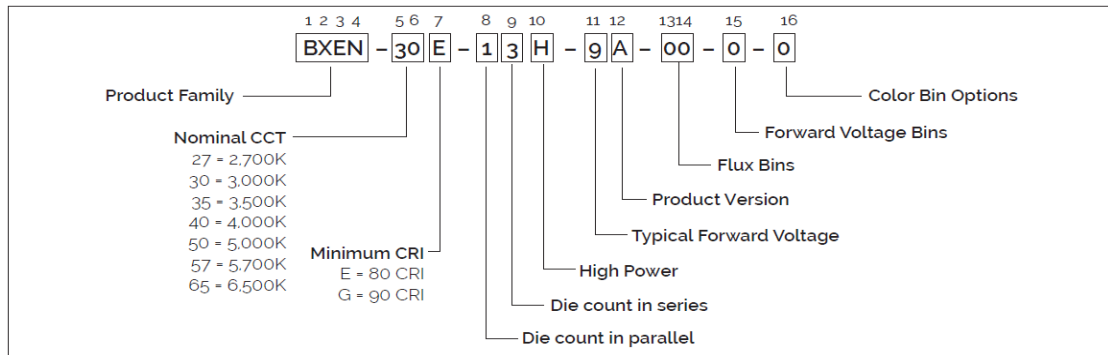 1 2 3 4 5 6 7 8 9 10 11 12 1314 15 16
BXEN – 30 E – 1 3 H – 9 A – 00 – 0 – 0
Product Family
Color Bin Options
Nominal CCT
27 = 2,700K
30 = 3,000K
35 = 3,500K
40 = 4,000K
50 = 5,000K
57 = 5,700K
65 = 6,500K
Forward Voltage Bins
Flux Bins
Product Version
Typical Forward Voltage
Minimum CRI
E = 80 CRI
G = 90 CRI
High Power
Die count in series
Die count in parallel